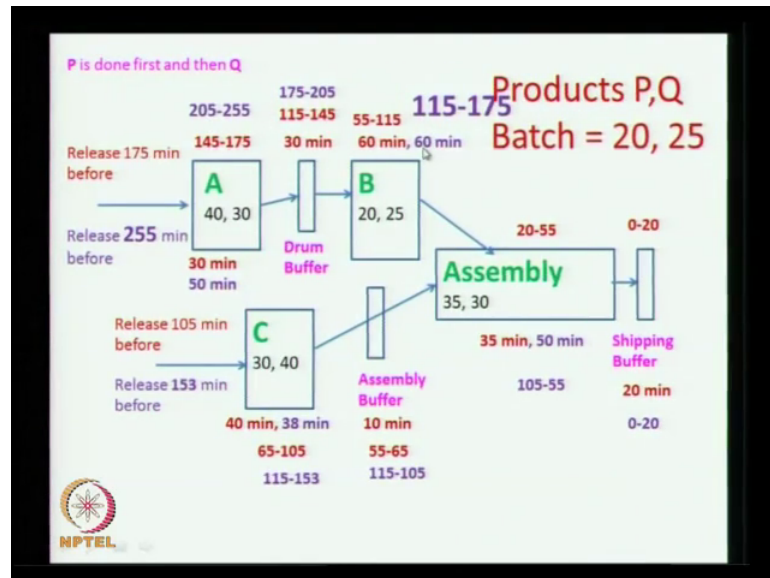 P is done first and then Q
Products P,Q
Batch = 20, 25
175-205
205-255
115-145
55-115
115-175
145-175
30 min
60 min, 60 min
Release 175 min
before
A
40, 30
B
20, 25
Release 255 min
before
Drum
Buffer
30 min
50 min
20-55
0-20
Assembly
35, 30
Release 105 min
before
C
30, 40
35 min, 50 min
Shipping
Buffer
Release 153 min
before
Assembly
Buffer
105-55
20 min
40 min, 38 min
10 min
0-20
65-105
55-65
115-153
115-105
NPTEL